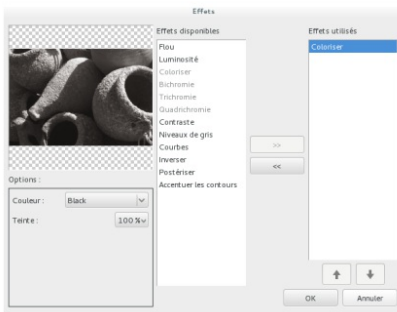 Effets
Effets disponibles
Flou
Luminosité
Coloriser
Bichromie
Trichromie
Quadrichromie
Contraste
Niveaux de gris
Courbes
Inverser
Postériser
Accentuer les contours
>>
<<
Effets utilisés
Coloriser
Options :
Couleur : Black
Teinte : 100 %
OK Annuler